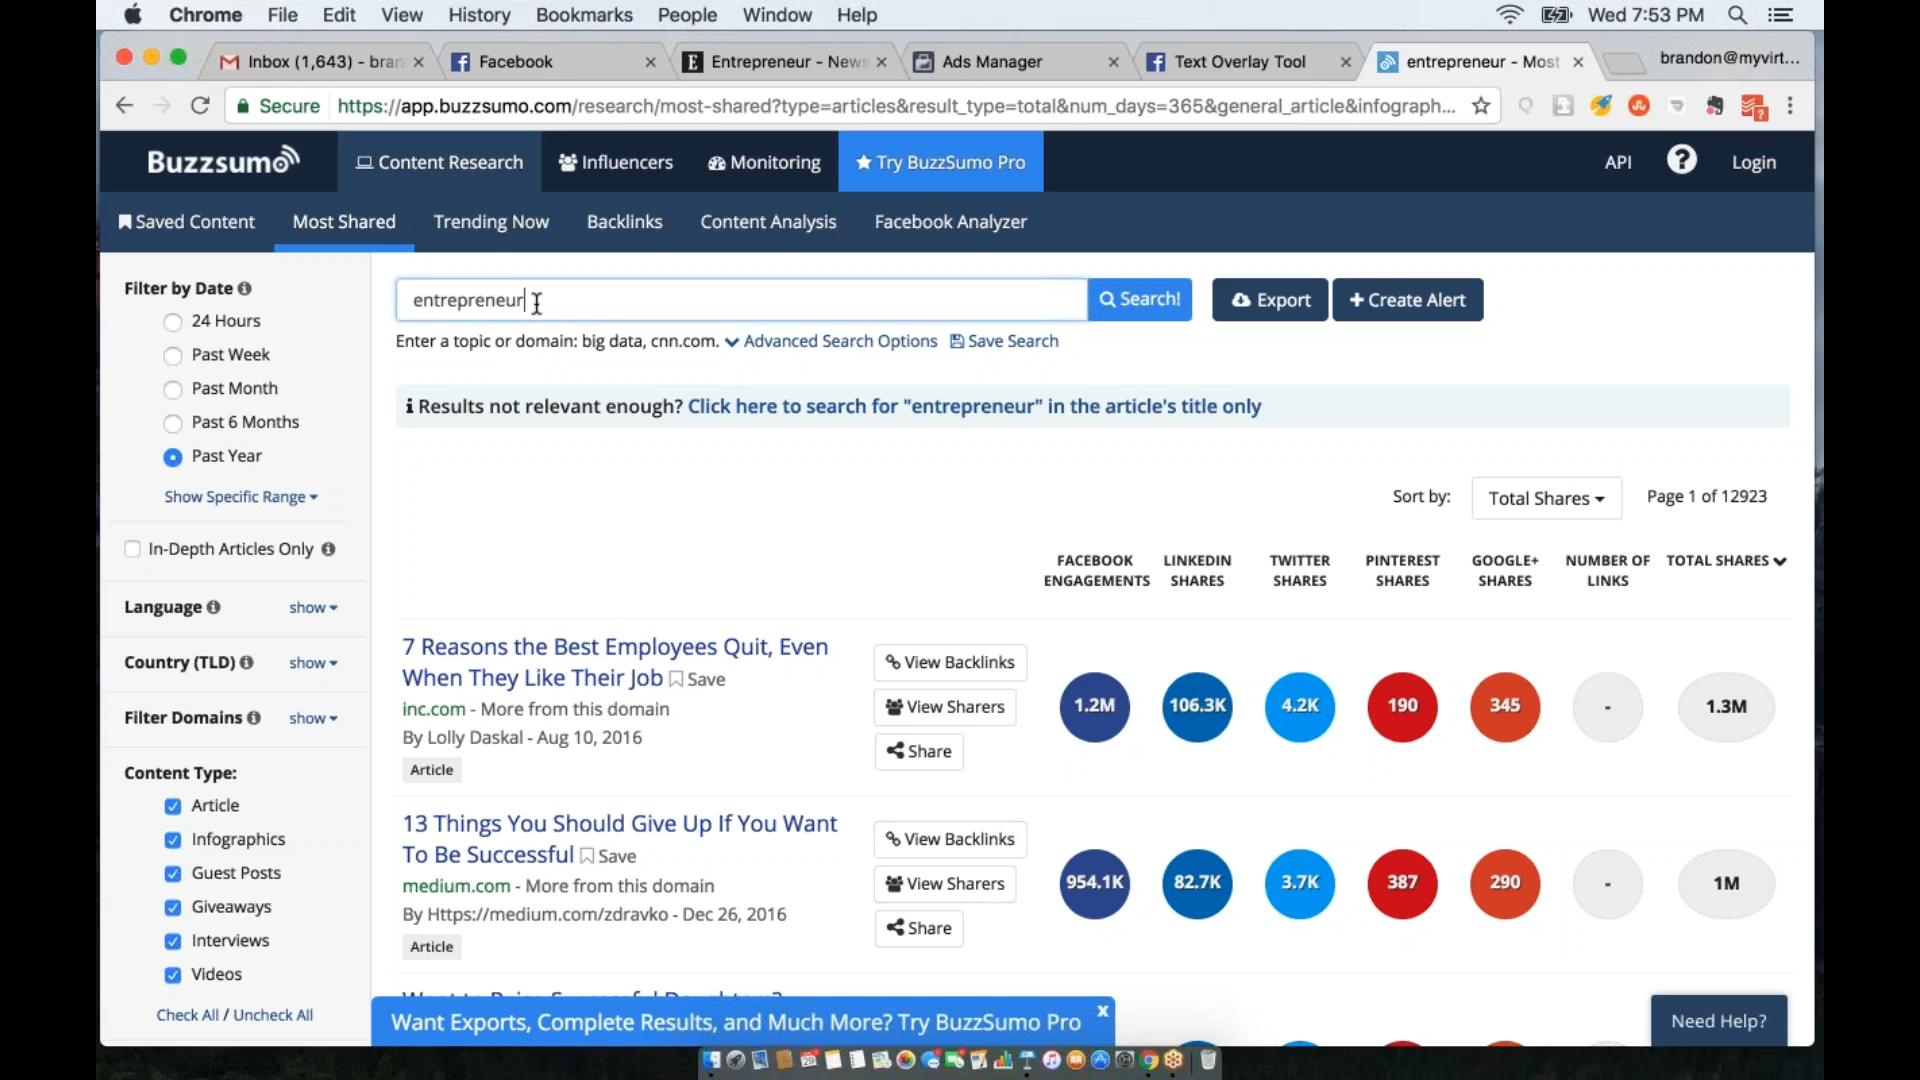 Chrome File Edit View History Bookmarks People Window Help Wed 7:53 PM
Inbox (1,643) - bran
Facebook
Entrepreneur - News
Ads Manager
Text Overlay Tool
entrepreneur - Most
brandon@myvirt...
Secure https://app.buzzsumo.com/research/most-shared?type=articles&result_type=total&num_days=365&general_article&infograph...
Buzzsumo Content Research Influencers Monitoring Try BuzzSumo Pro API ? Login
Saved Content Most Shared Trending Now Backlinks Content Analysis Facebook Analyzer
Filter by Date
24 Hours
Past Week
Past Month
Past 6 Months
Past Year
Show Specific Range
In-Depth Articles Only
Language show
Country (TLD) show
Filter Domains show
Content Type:
Article
Infographics
Guest Posts
Giveaways
Interviews
Videos
Check All / Uncheck All
entrepreneur Search! Export + Create Alert
Enter a topic or domain: big data, cnn.com. Advanced Search Options Save Search
Results not relevant enough? Click here to search for "entrepreneur" in the article's title only
Sort by: Total Shares Page 1 of 12923
FACEBOOK ENGAGEMENTS LINKEDIN SHARES TWITTER SHARES PINTEREST SHARES GOOGLE+ SHARES NUMBER OF LINKS TOTAL SHARES
7 Reasons the Best Employees Quit, Even
When They Like Their Job Save
inc.com - More from this domain
By Lolly Daskal - Aug 10, 2016
Article
View Backlinks
View Sharers
Share
1.2M 106.3K 4.2K 190 345 - 1.3M
13 Things You Should Give Up If You Want
To Be Successful Save
medium.com - More from this domain
By Https://medium.com/zdravko - Dec 26, 2016
Article
View Backlinks
View Sharers
Share
954.1K 82.7K 3.7K 387 290 - 1M
Want Exports, Complete Results, and Much More? Try BuzzSumo Pro x
Need Help?